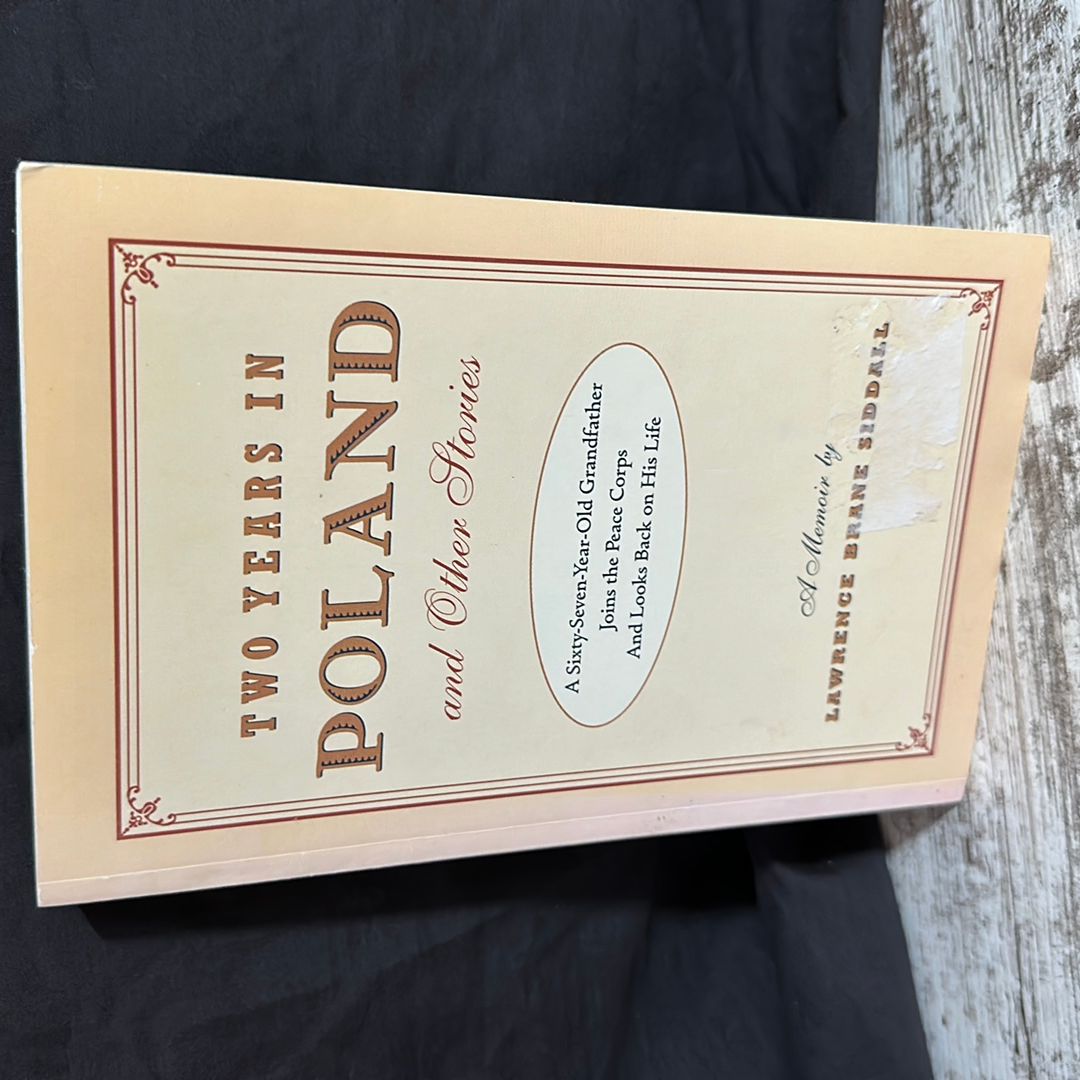 TWO YEARS IN
POLAND
and Other Stories
A Sixty-Seven-Year-Old Grandfather
Joins the Peace Corps
And Looks Back on His Life
A Memoir by
LAWRENCE BRANE SIDDALL